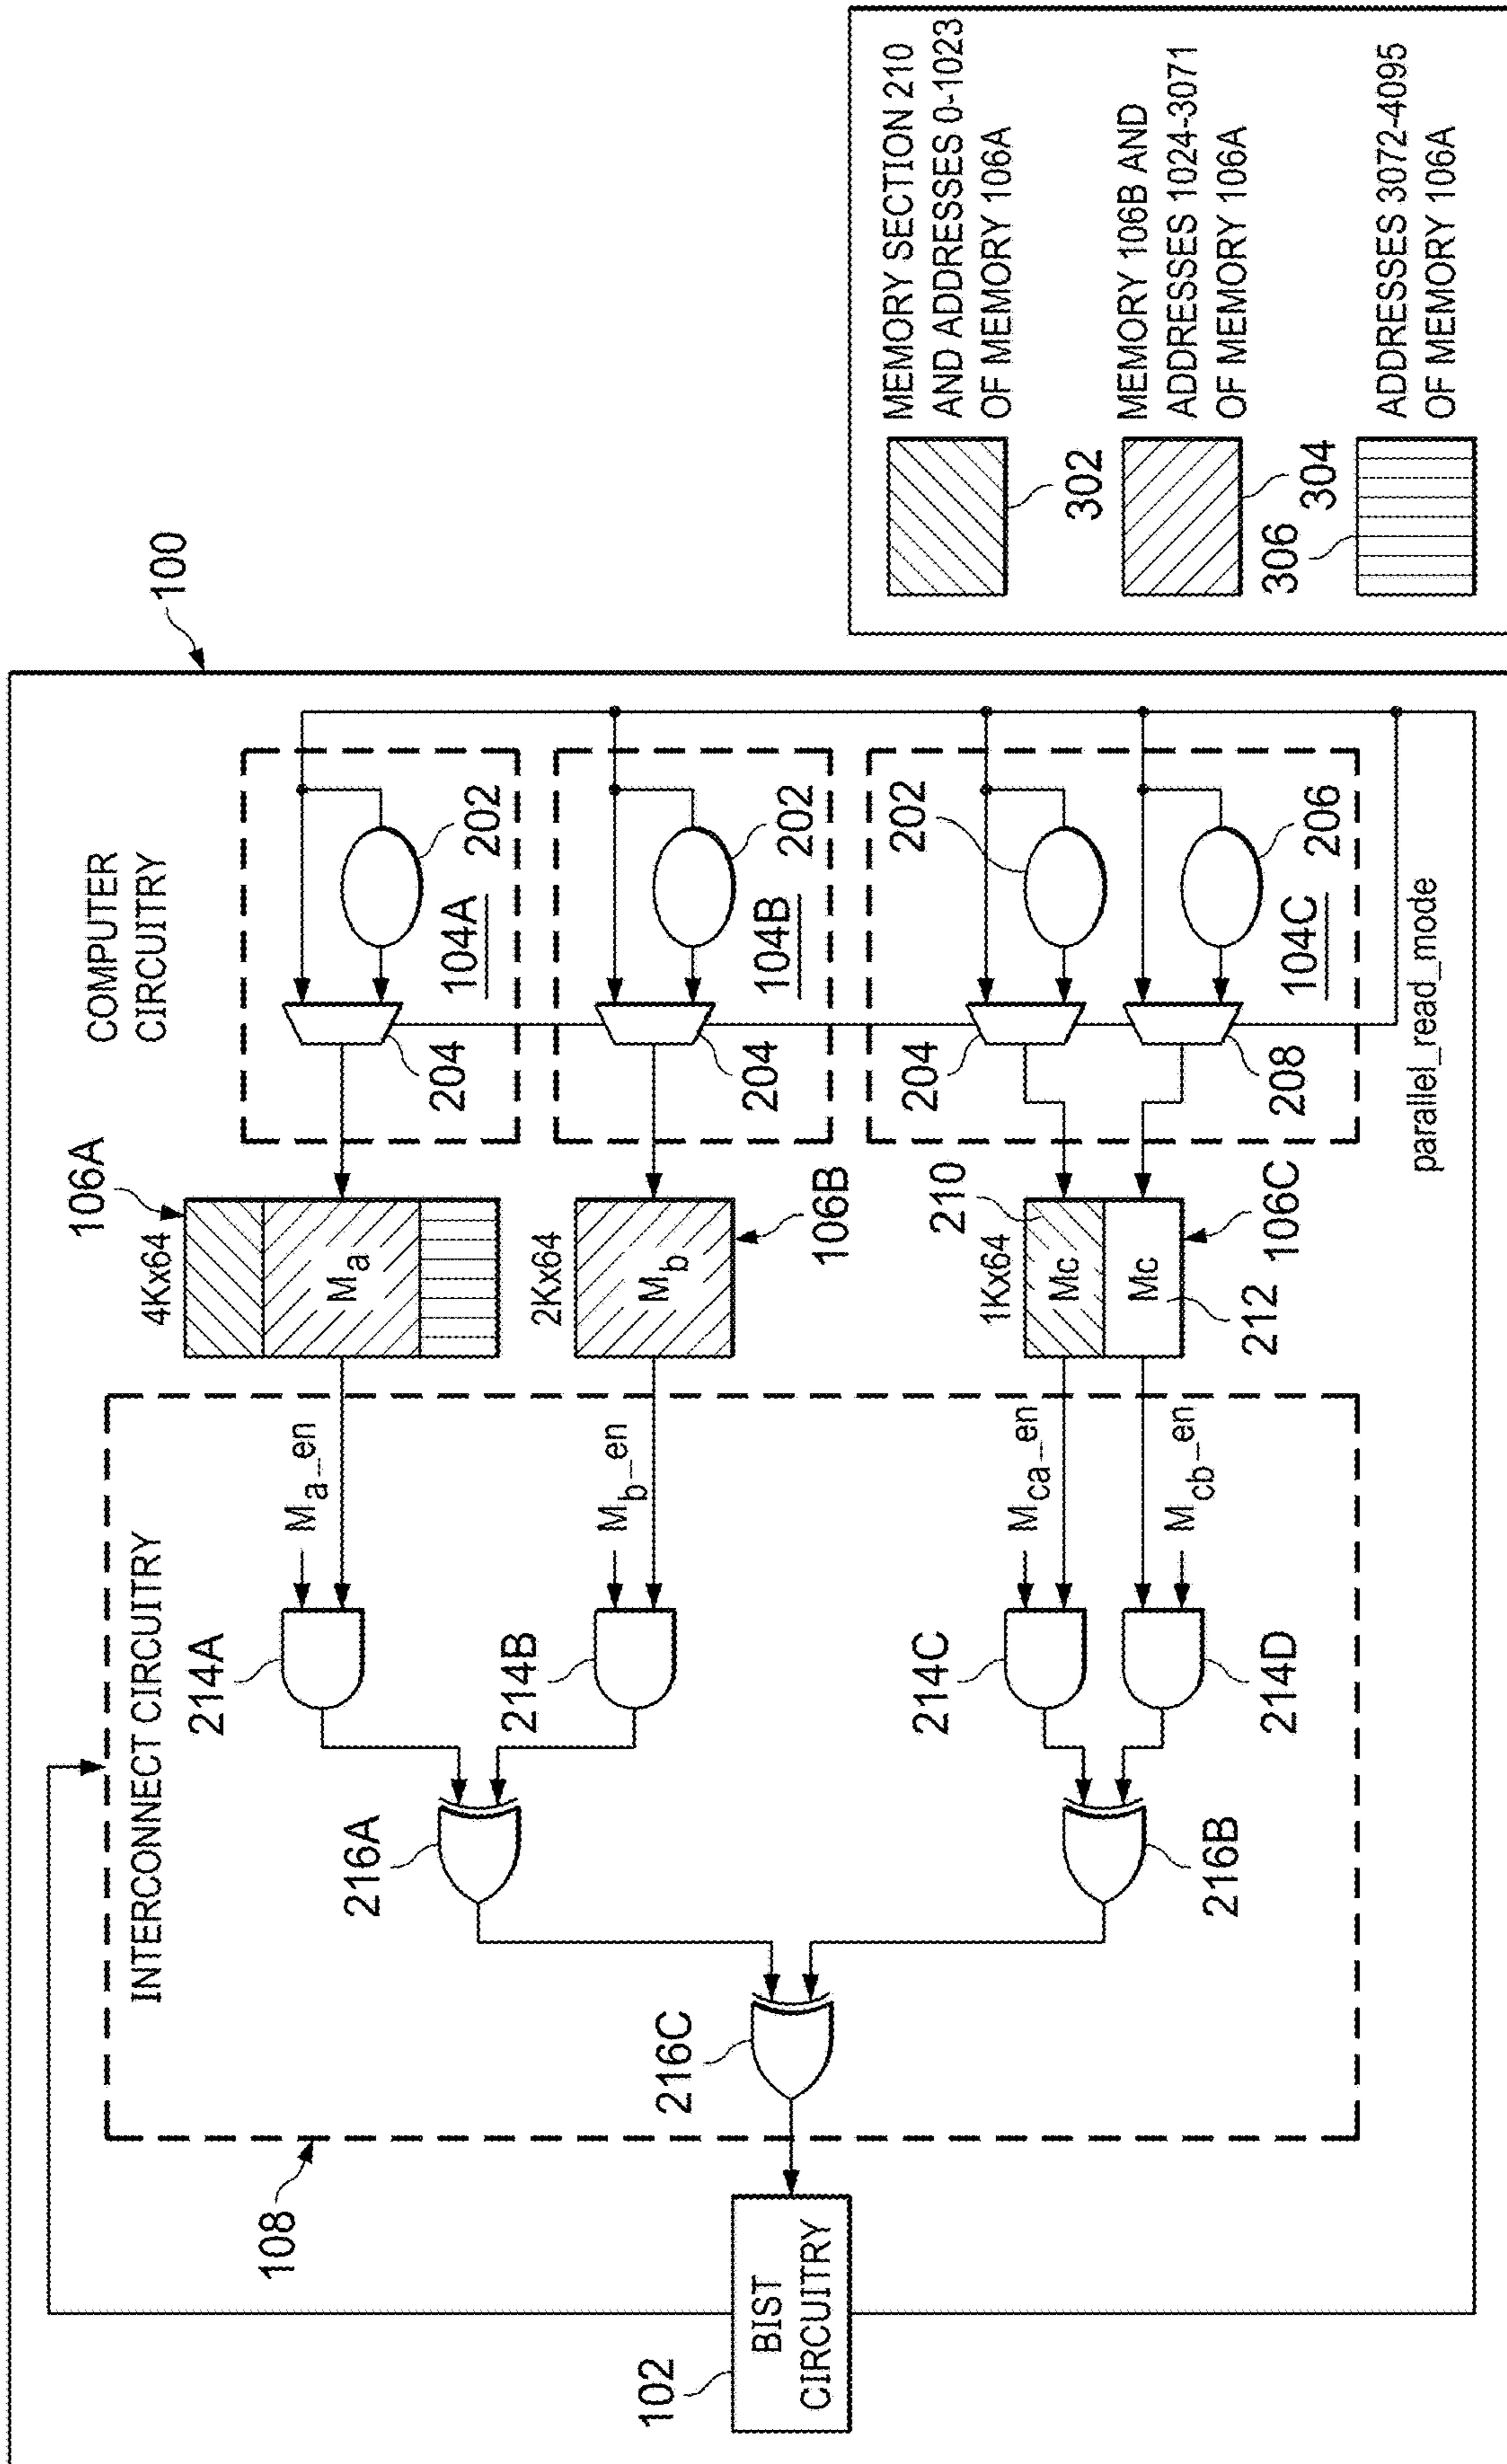 100
COMPUTER
CIRCUITRY
INTERCONNECT CIRCUITRY
108
102
BIST
CIRCUITRY
216C
216A
216B
214A
214B
214C
214D
Ma_en
Mb_en
Mca_en
Mcb_en
106A
4Kx64
Ma
2Kx64
Mb
106B
210
1Kx64
Mc
Mc
106C
212
204
202
104A
204
202
104B
204
202
206
104C
208
parallel_read_mode
302
MEMORY SECTION 210
AND ADDRESSES 0-1023
OF MEMORY 106A
304
MEMORY 106B AND
ADDRESSES 1024-3071
OF MEMORY 106A
306
ADDRESSES 3072-4095
OF MEMORY 106A